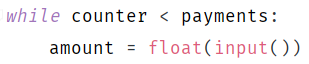 while counter < payments:
    amount = float(input())